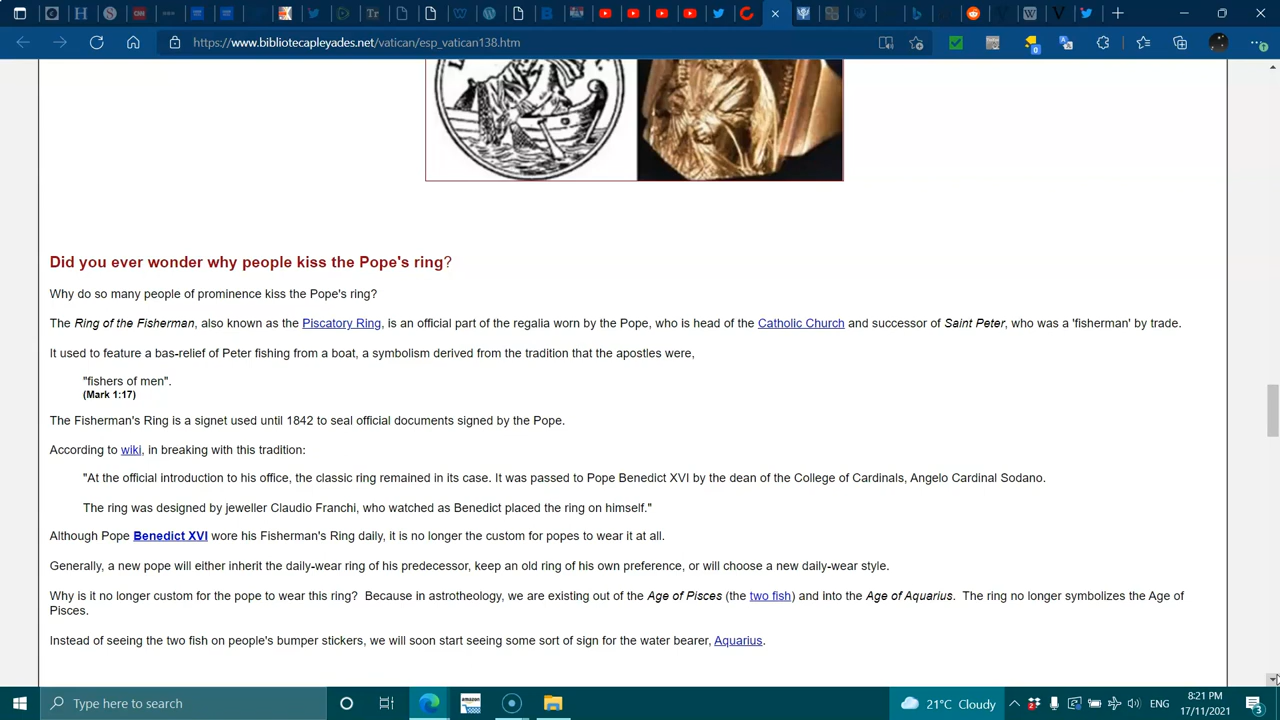 https://www.bibliotecapleyades.net/vatican/esp_vatican138.htm
Did you ever wonder why people kiss the Pope's ring?
Why do so many people of prominence kiss the Pope's ring?
The Ring of the Fisherman, also known as the Piscatory Ring, is an official part of the regalia worn by the Pope, who is head of the Catholic Church and successor of Saint Peter, who was a 'fisherman' by trade.
It used to feature a bas-relief of Peter fishing from a boat, a symbolism derived from the tradition that the apostles were,
"fishers of men".
(Mark 1:17)
The Fisherman's Ring is a signet used until 1842 to seal official documents signed by the Pope.
According to wiki, in breaking with this tradition:
"At the official introduction to his office, the classic ring remained in its case. It was passed to Pope Benedict XVI by the dean of the College of Cardinals, Angelo Cardinal Sodano.
The ring was designed by jeweller Claudio Franchi, who watched as Benedict placed the ring on himself."
Although Pope Benedict XVI wore his Fisherman's Ring daily, it is no longer the custom for popes to wear it at all.
Generally, a new pope will either inherit the daily-wear ring of his predecessor, keep an old ring of his own preference, or will choose a new daily-wear style.
Why is it no longer custom for the pope to wear this ring? Because in astrotheology, we are existing out of the Age of Pisces (the two fish) and into the Age of Aquarius. The ring no longer symbolizes the Age of
Pisces.
Instead of seeing the two fish on people's bumper stickers, we will soon start seeing some sort of sign for the water bearer, Aquarius.
Type here to search
amazon
21°C Cloudy
ENG
8:21 PM
17/11/2021
3